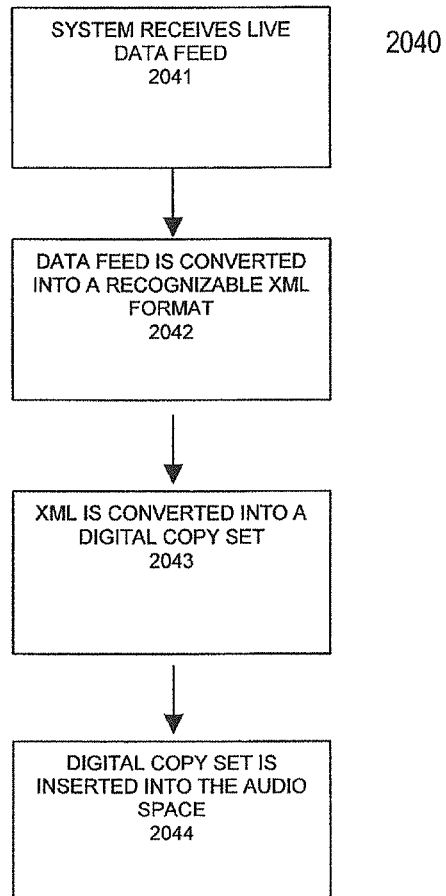 SYSTEM RECEIVES LIVE
DATA FEED
2041
2040
DATA FEED IS CONVERTED
INTO A RECOGNIZABLE XML
FORMAT
2042
XML IS CONVERTED INTO A
DIGITAL COPY SET
2043
DIGITAL COPY SET IS
INSERTED INTO THE AUDIO
SPACE
2044